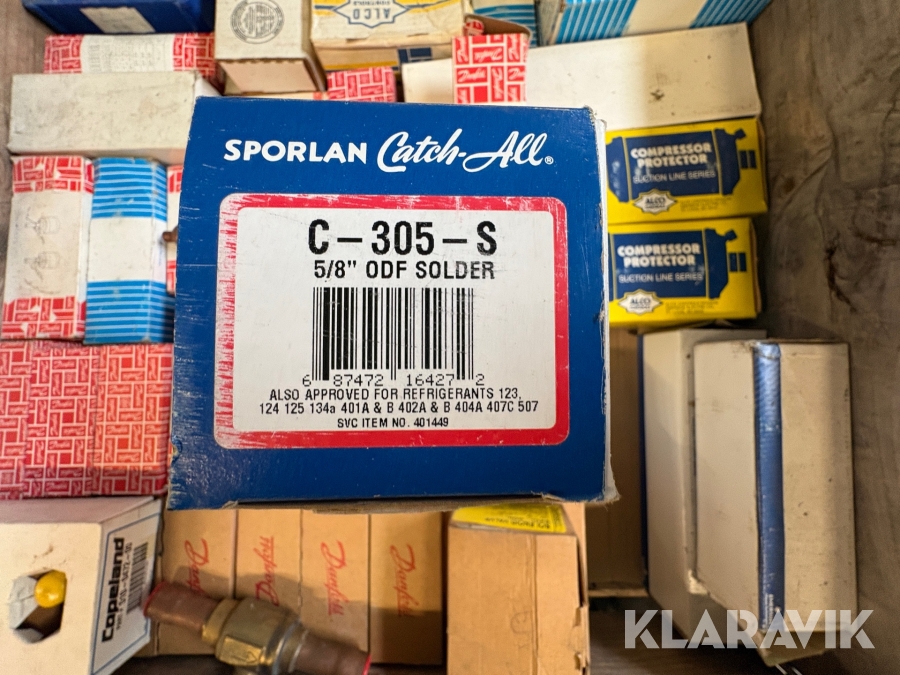 ALCO
CONTROLS
SPORLAN Catch-All®
C-305-S
5/8" ODF SOLDER
6 87472 16427 2
ALSO APPROVED FOR REFRIGERANTS 123,
124 125 134a 401A & B 402A & B 404A 407C 507
SVC ITEM NO. 401449
COMPRESSOR
PROTECTOR
SUCTION LINE SERIES
ALCO
COMPRESSOR
PROTECTOR
SUCTION LINE SERIES
ALCO
Copeland
Danfoss
Danfoss
Danfoss
Danfoss
KLARAVIK